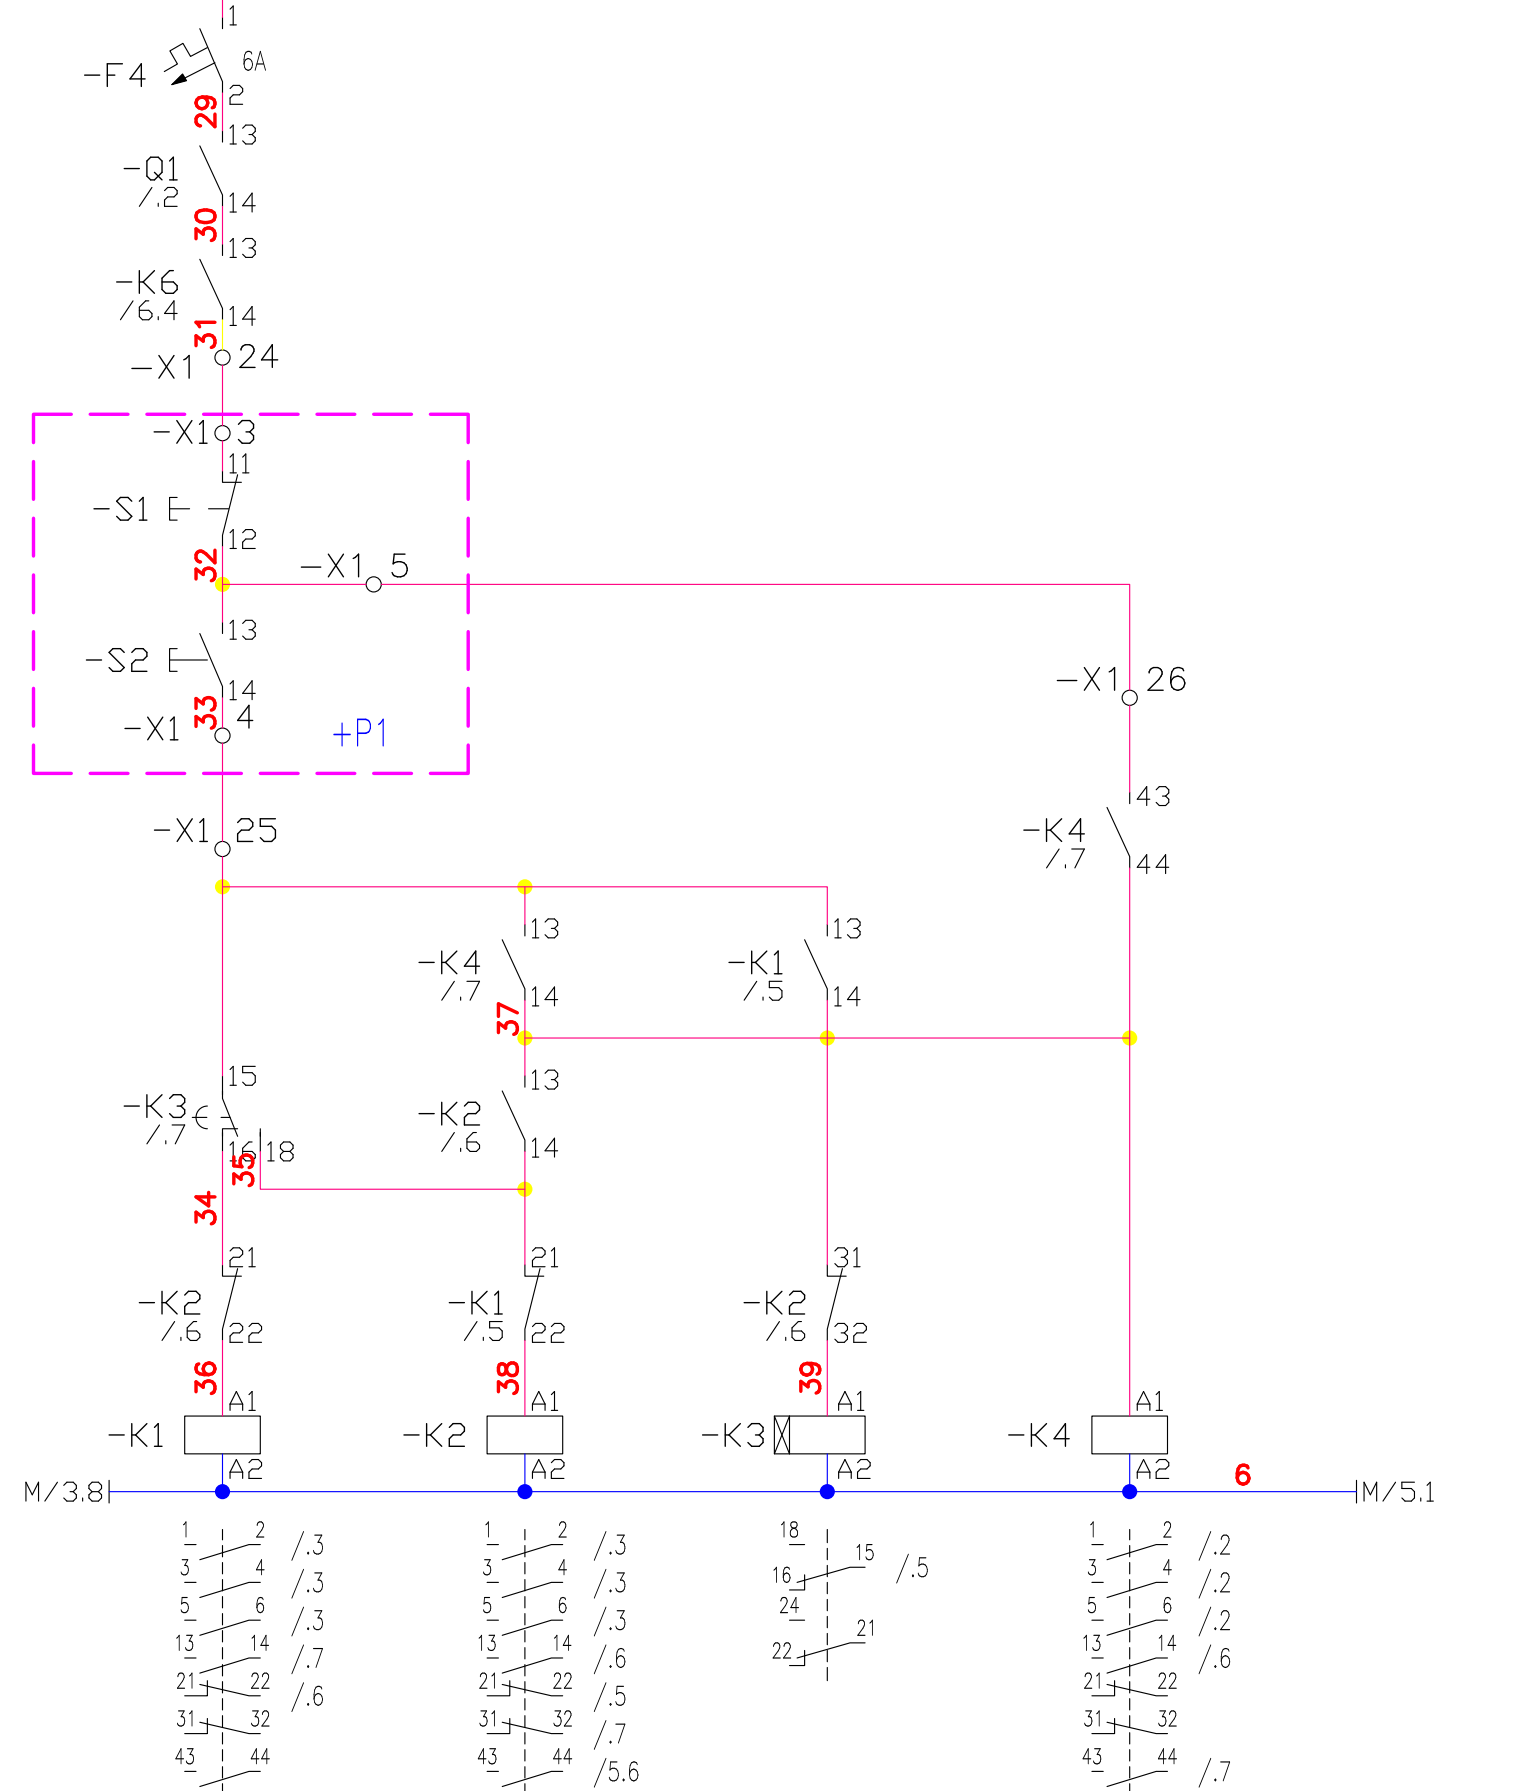 1
6A
-F4
2
29
13
-Q1
/.2
14
30
13
-K6
/6.4
14
31
-X1 24
-X1 3
11
-S1
12
32
-X1 5
13
-S2
14
33
-X1 4
+P1
-X1 26
43
-K4
/.7
44
-X1 25
13
-K4
/.7
14
37
13
-K1
/.5
14
15
-K3
/.7
16 18
35
34
13
-K2
/.6
14
21
-K2
/.6
22
36
21
-K1
/.5
22
38
31
-K2
/.6
32
39
A1 A1 A1 A1
-K1 -K2 -K3 -K4
A2 A2 A2 A2
M/3.8 6 M/5.1
1 2 /.3
3 4 /.3
5 6 /.3
13 14 /.7
21 22 /.6
31 32
43 44
1 2 /.3
3 4 /.3
5 6 /.3
13 14 /.6
21 22 /.5
31 32 /.7
43 44 /5.6
18
15
16 /.5
24
21
22
1 2 /.2
3 4 /.2
5 6 /.2
13 14 /.6
21 22
31 32
43 44 /.7